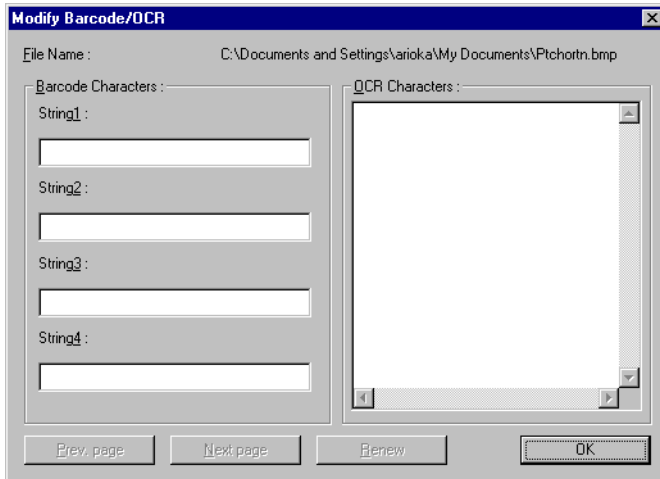 Modify Barcode/OCR
File Name : C:\Documents and Settings\arioka\My Documents\Ptchortn.bmp
Barcode Characters :
String1 :
String2 :
String3 :
String4 :
OCR Characters :
Prev. page Next page Renew OK